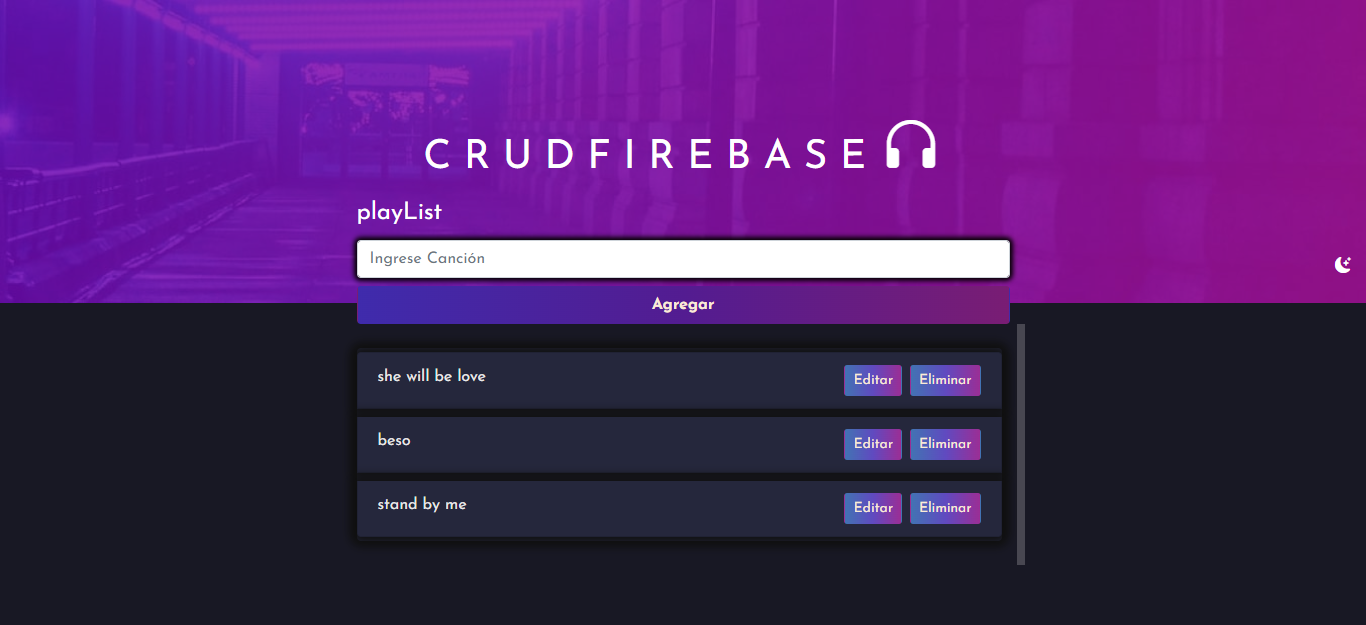 CRUDFIREBASE
playList
Ingrese Canción
Agregar
she will be love Editar Eliminar
beso Editar Eliminar
stand by me Editar Eliminar